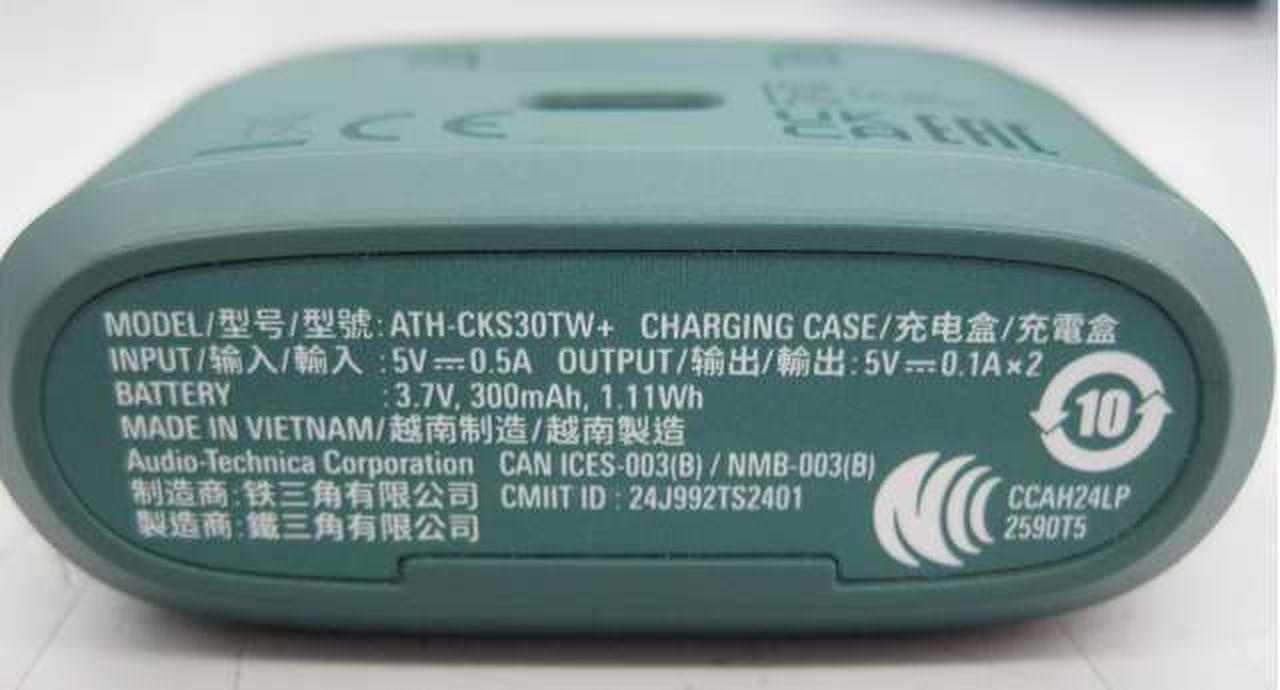 CE
UK
CA EAC
MODEL/型号/型號:ATH-CKS30TW+ CHARGING CASE/充电盒/充電盒
INPUT/输入/輸入 :5V⎓0.5A OUTPUT/输出/輸出:5V⎓0.1A×2
BATTERY :3.7V, 300mAh, 1.11Wh
MADE IN VIETNAM/越南制造/越南製造
Audio-Technica Corporation CAN ICES-003(B) / NMB-003(B)
制造商:铁三角有限公司 CMIIT ID : 24J992TS2401
製造商:鐵三角有限公司
10
CCAH24LP
2590T5